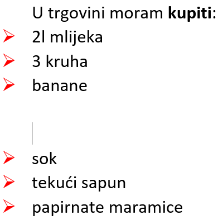 U trgovini moram kupiti:
2l mlijeka
3 kruha
banane
sok
tekući sapun
papirnate maramice